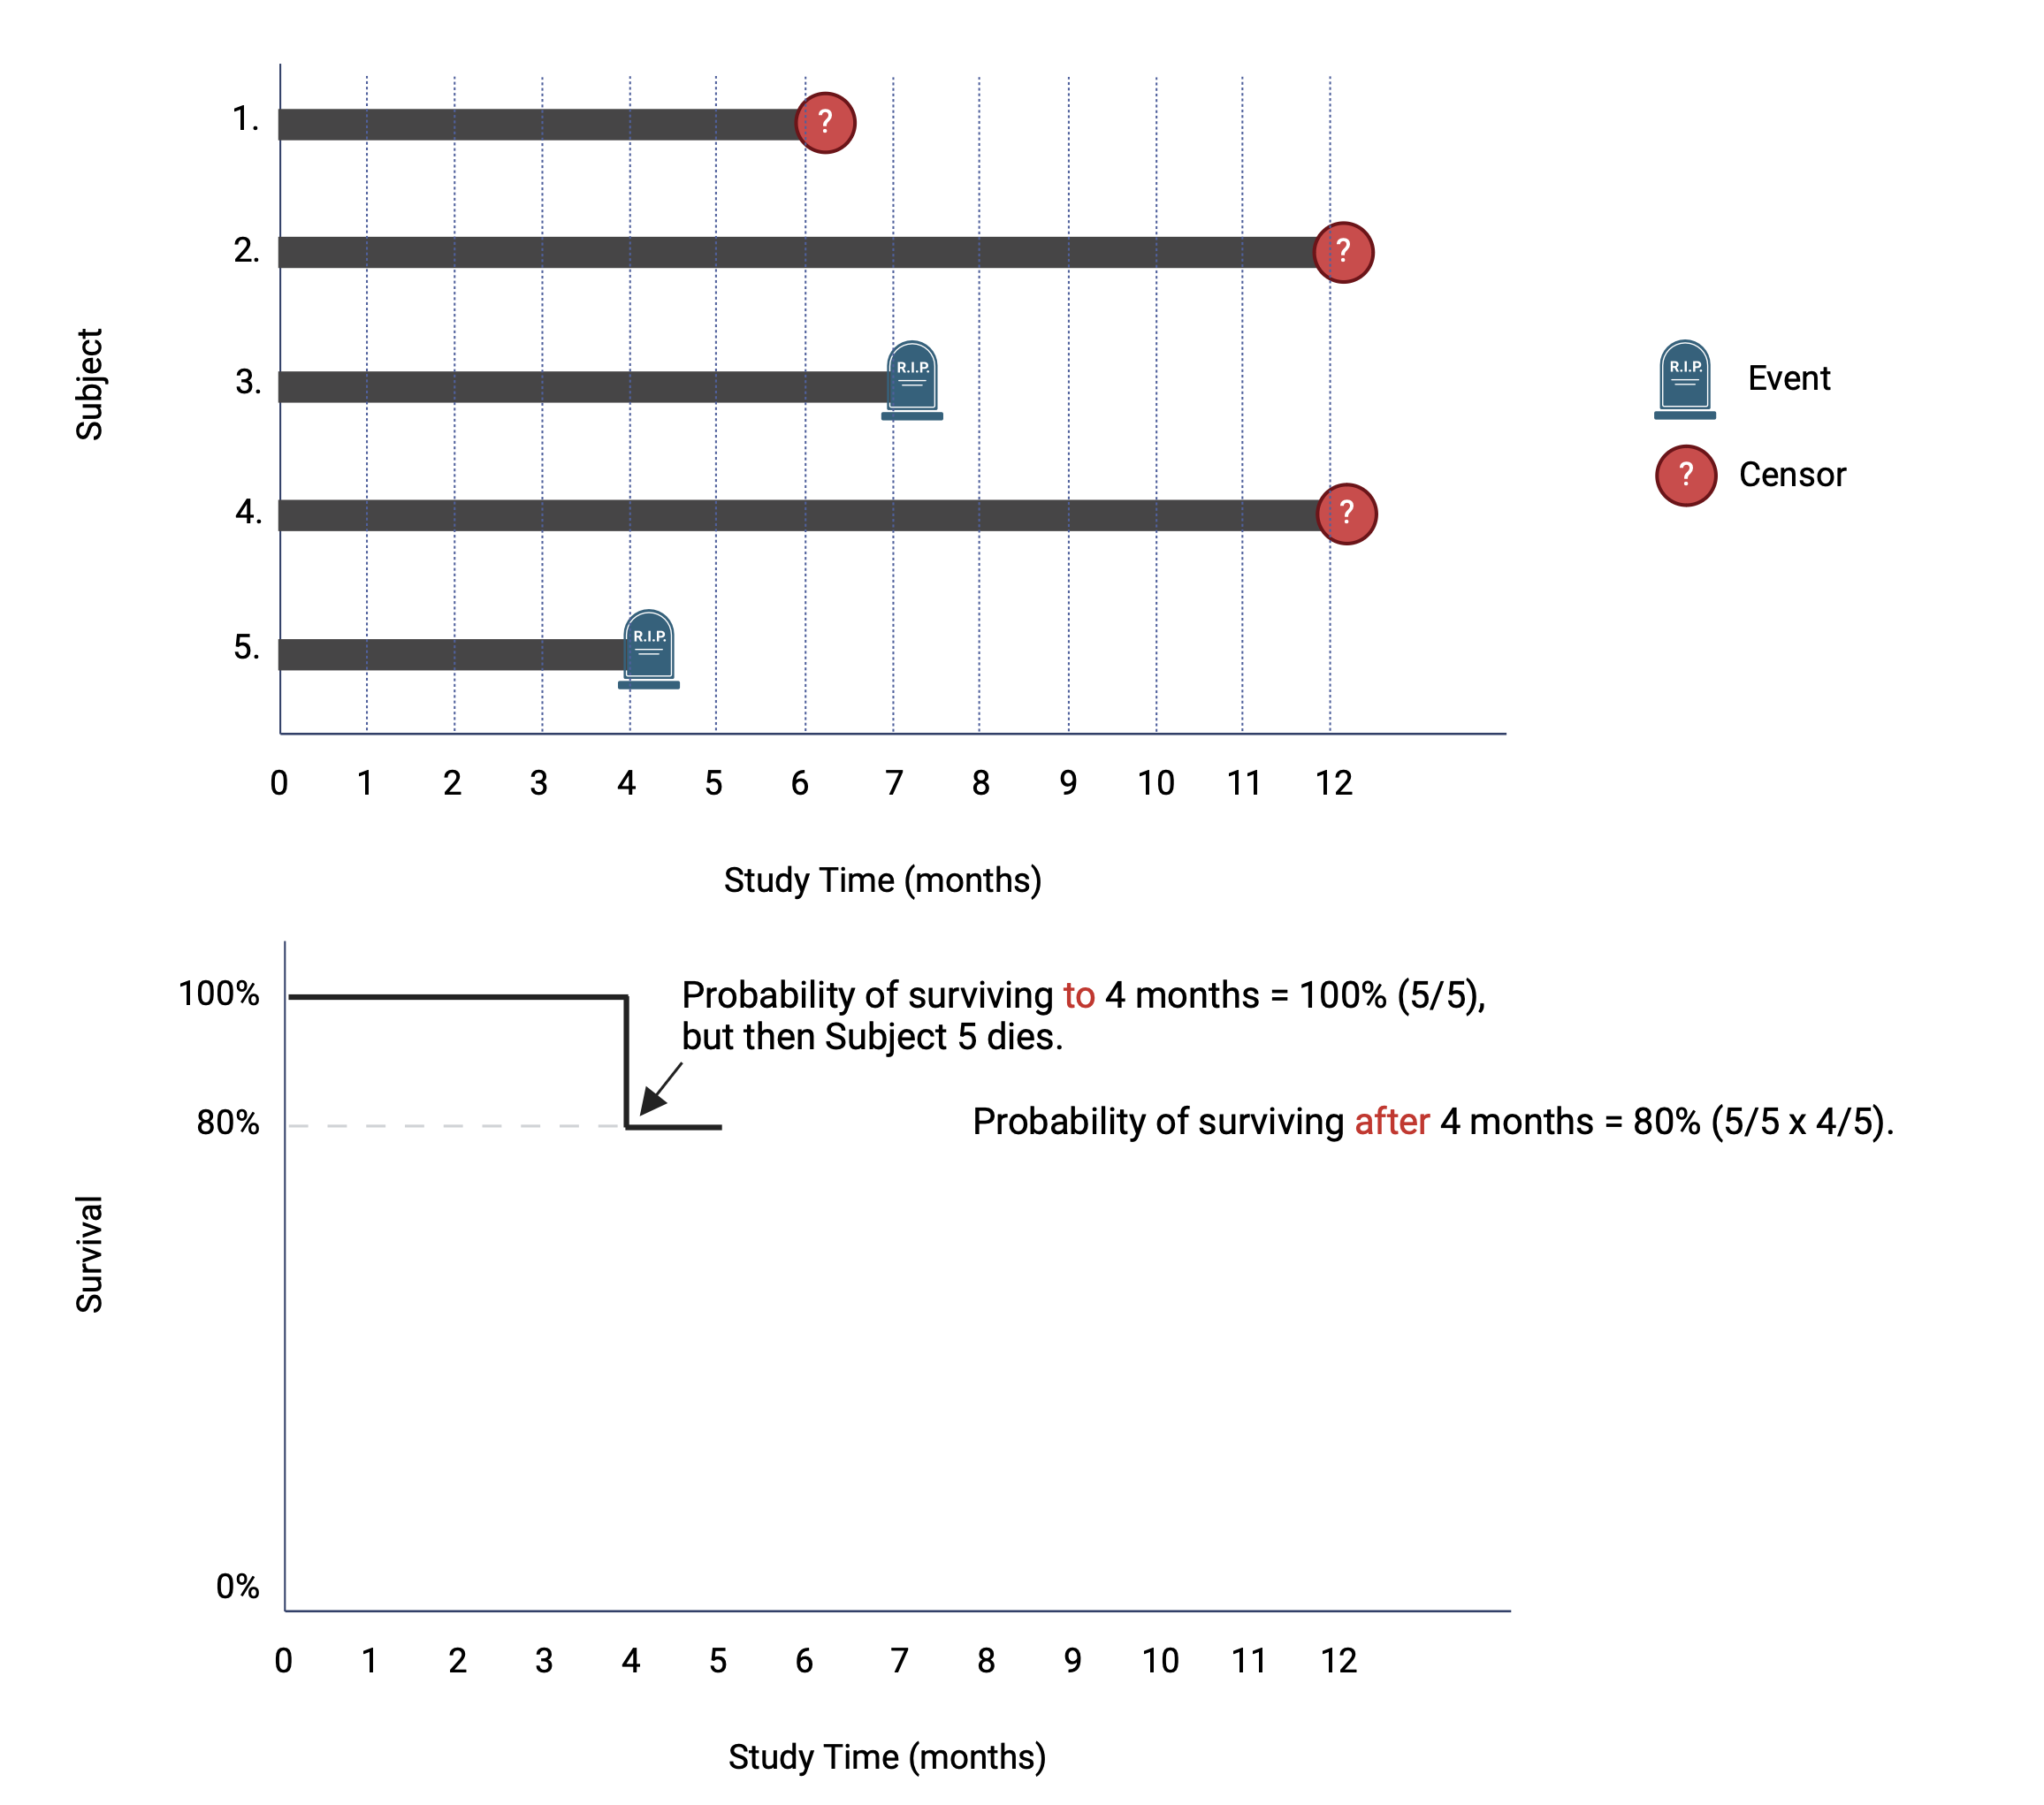 1.
?
2.
?
Subject
3.
R.I.P.
R.I.P.
Event
?
Censor
4.
?
5.
R.I.P.
0 1 2 3 4 5 6 7 8 9 10 11 12
Study Time (months)
100%
Probability of surviving to 4 months = 100% (5/5),
but then Subject 5 dies.
80%
Probability of surviving after 4 months = 80% (5/5 x 4/5).
Survival
0%
0 1 2 3 4 5 6 7 8 9 10 11 12
Study Time (months)